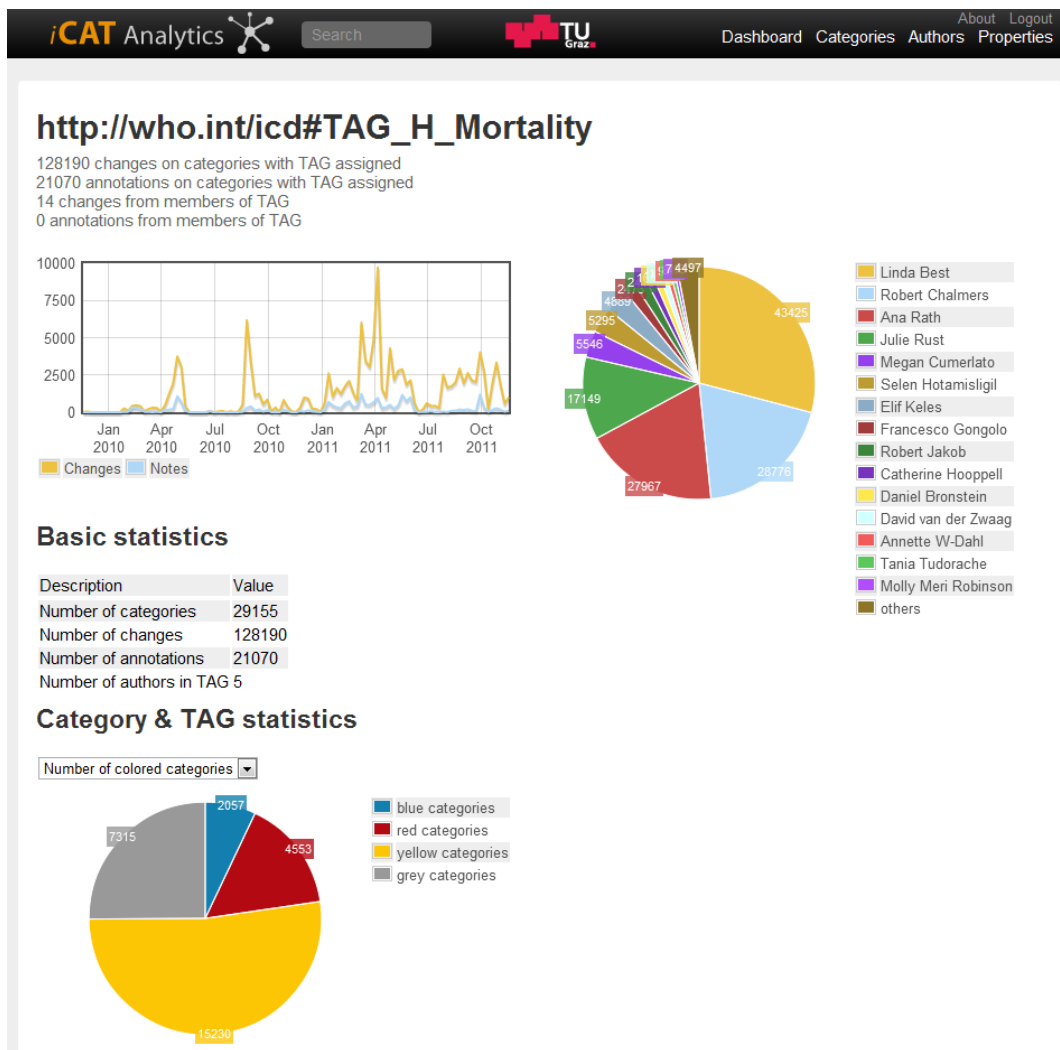 iCAT Analytics
Search
TU
Graz
About Logout
Dashboard Categories Authors Properties
http://who.int/icd#TAG_H_Mortality
128190 changes on categories with TAG assigned
21070 annotations on categories with TAG assigned
14 changes from members of TAG
0 annotations from members of TAG
10000
7500
5000
2500
0
Jan 2010
Apr 2010
Jul 2010
Oct 2010
Jan 2011
Apr 2011
Jul 2011
Oct 2011
Changes
Notes
43425
28776
27967
17149
5546
5295
4889
4497
Linda Best
Robert Chalmers
Ana Rath
Julie Rust
Megan Cumerlato
Selen Hotamisligil
Elif Keles
Francesco Gongolo
Robert Jakob
Catherine Hooppell
Daniel Bronstein
David van der Zwaag
Annette W-Dahl
Tania Tudorache
Molly Meri Robinson
others
Basic statistics
Description Value
Number of categories 29155
Number of changes 128190
Number of annotations 21070
Number of authors in TAG 5
Category & TAG statistics
Number of colored categories
2057
4553
15230
7315
blue categories
red categories
yellow categories
grey categories